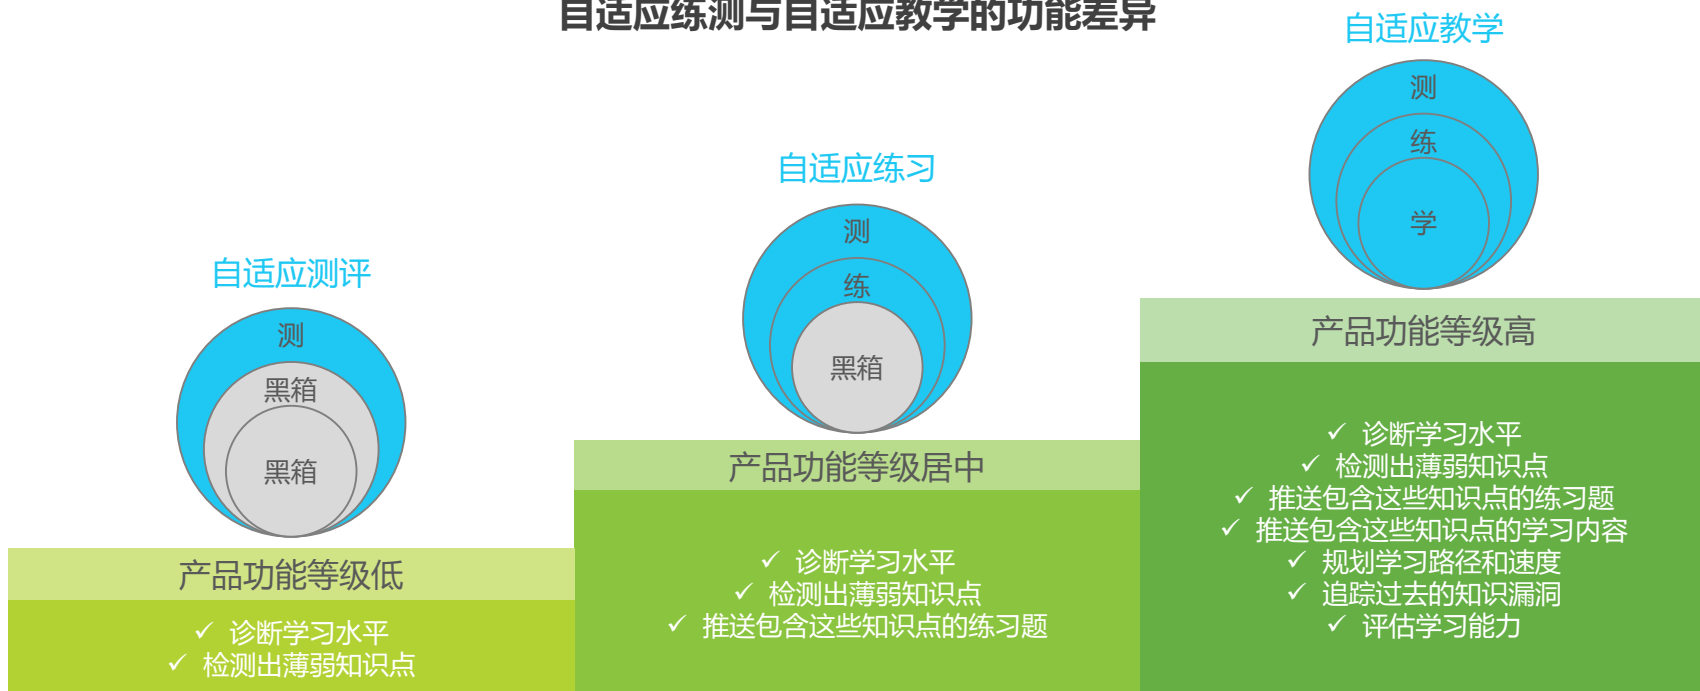 自适应练测与自适应教学的功能差异
自适应测评
测
黑箱
黑箱
产品功能等级低
✓ 诊断学习水平
✓ 检测出薄弱知识点
自适应练习
测
练
黑箱
产品功能等级居中
✓ 诊断学习水平
✓ 检测出薄弱知识点
✓ 推送包含这些知识点的练习题
自适应教学
测
练
学
产品功能等级高
✓ 诊断学习水平
✓ 检测出薄弱知识点
✓ 推送包含这些知识点的练习题
✓ 推送包含这些知识点的学习内容
✓ 规划学习路径和速度
✓ 追踪过去的知识漏洞
✓ 评估学习能力